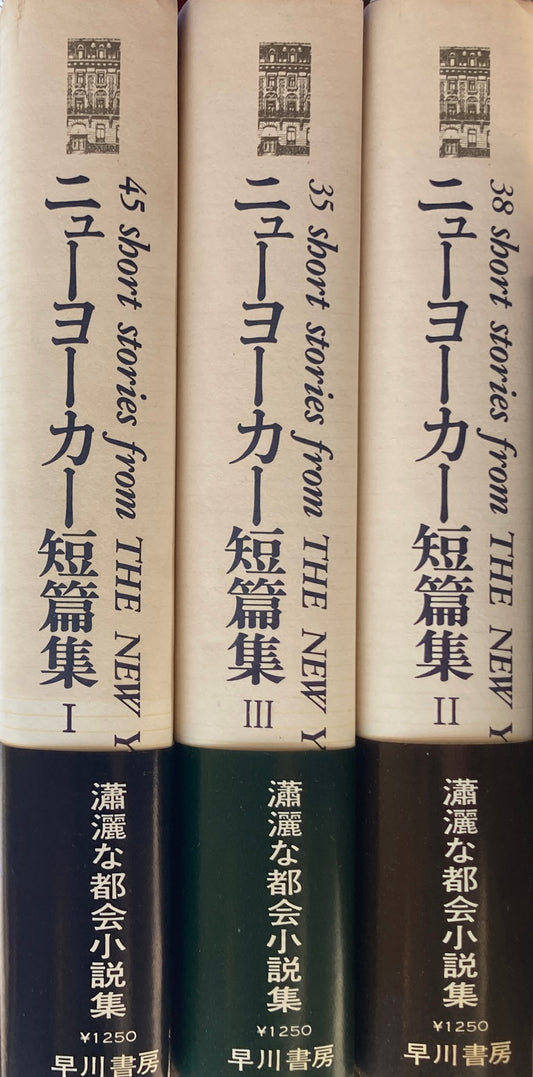 45 short stories from THE NEW Y
ニューヨーカー短篇集 I
瀟灑な都会小説集
¥1250
早川書房
35 short stories from THE NEW Y
ニューヨーカー短篇集 III
瀟灑な都会小説集
¥1250
早川書房
38 short stories from THE NEW Y
ニューヨーカー短篇集 II
瀟灑な都会小説集
¥1250
早川書房